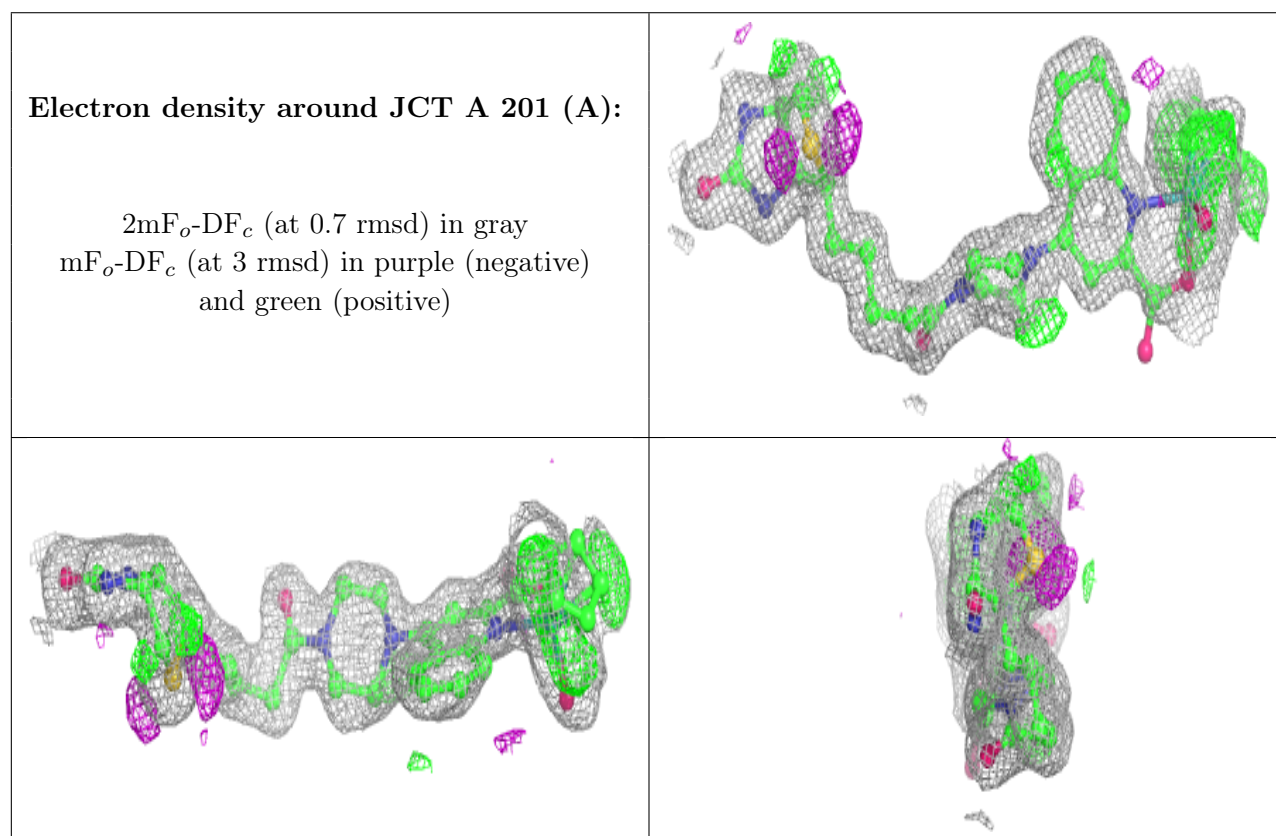 Electron density around JCT A 201 (A):
2mFo-DFc (at 0.7 rmsd) in gray
mFo-DFc (at 3 rmsd) in purple (negative)
and green (positive)